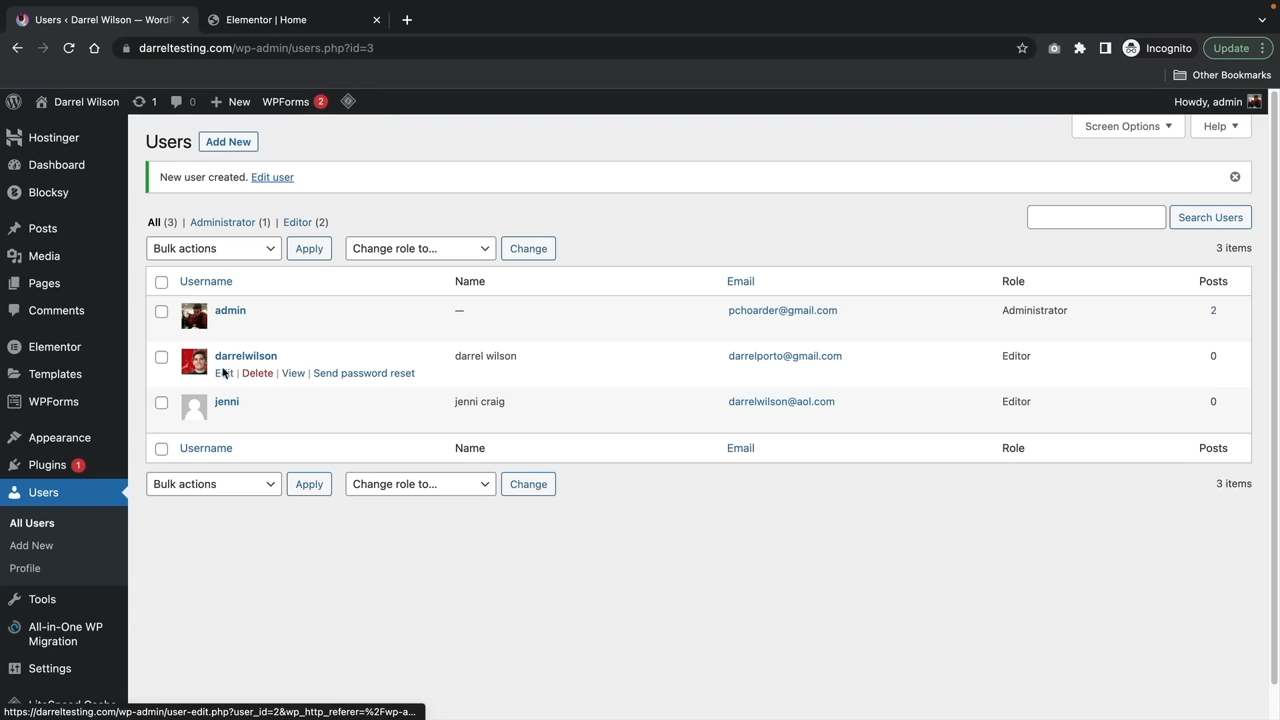 Users ‹ Darrel Wilson — WordP
Elementor | Home
darreltesting.com/wp-admin/users.php?id=3
Incognito
Update
Other Bookmarks
Darrel Wilson
1
0
New
WPForms 2
Howdy, admin
Hostinger
Dashboard
Blocksy
Posts
Media
Pages
Comments
Elementor
Templates
WPForms
Appearance
Plugins 1
Users
All Users
Add New
Profile
Tools
All-in-One WP
Migration
Settings
Screen Options
Help
Users
Add New
New user created. Edit user
All (3) | Administrator (1) | Editor (2)
Search Users
Bulk actions
Apply
Change role to...
Change
3 items
Username Name Email Role Posts
admin — pchoarder@gmail.com Administrator 2
darrelwilson darrel wilson darrelporto@gmail.com Editor 0
Edit | Delete | View | Send password reset
jenni jenni craig darrelwilson@aol.com Editor 0
Username Name Email Role Posts
Bulk actions
Apply
Change role to...
Change
3 items
https://darreltesting.com/wp-admin/user-edit.php?user_id=2&wp_http_referer=%2Fwp-a...